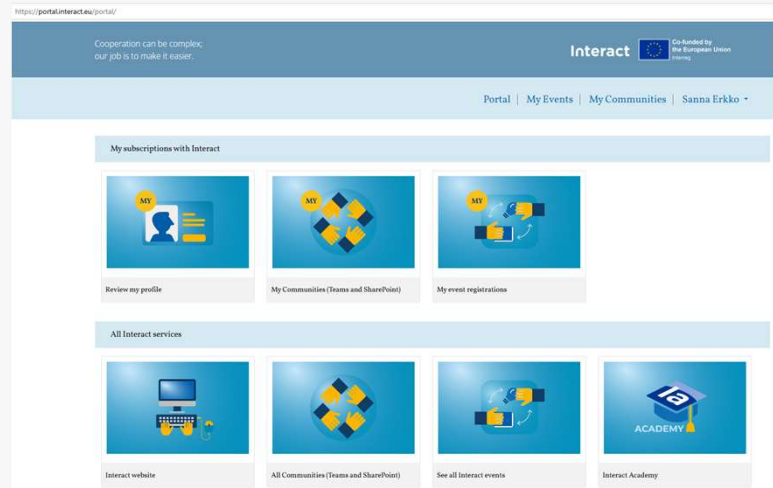 https://portal.interact.eu/portal/
Cooperation can be complex;
our job is to make it easier.
Interact
Co-funded by
the European Union
Interreg
Portal | My Events | My Communities | Sanna Erkko
My subscriptions with Interact
MY
MY
MY
Review my profile
My Communities (Teams and SharePoint)
My event registrations
All Interact services
Ia
ACADEMY
Interact website
All Communities (Teams and SharePoint)
See all Interact events
Interact Academy